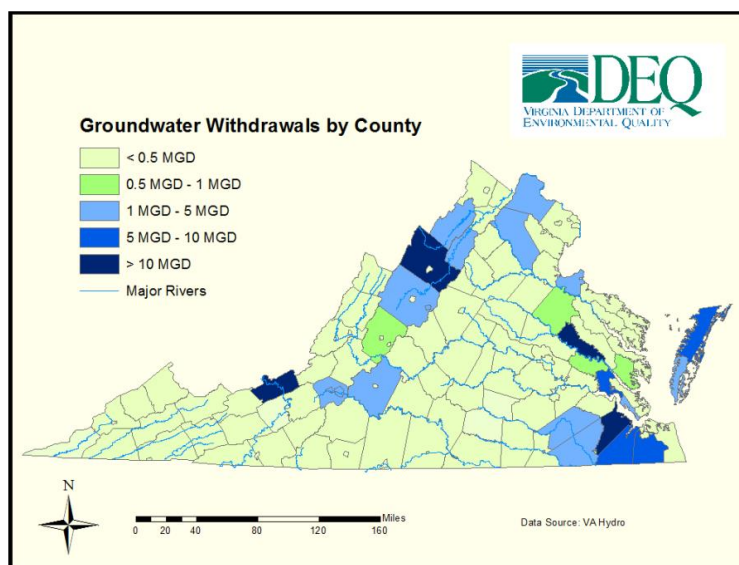 DEQ
VIRGINIA DEPARTMENT OF
ENVIRONMENTAL QUALITY
Groundwater Withdrawals by County
< 0.5 MGD
0.5 MGD - 1 MGD
1 MGD - 5 MGD
5 MGD - 10 MGD
> 10 MGD
Major Rivers
N
Miles
0 20 40 80 120 160
Data Source: VA Hydro